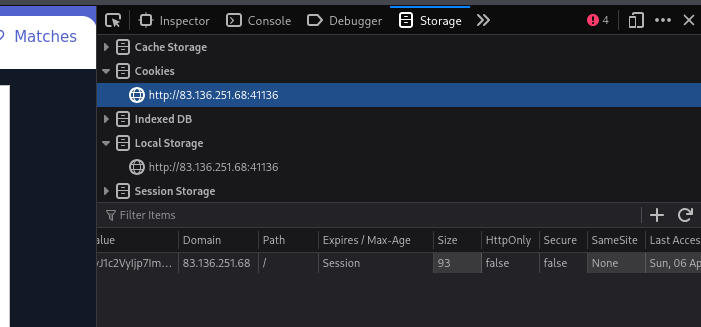 Matches
Inspector Console Debugger Storage 4
Cache Storage
Cookies
http://83.136.251.68:41136
Indexed DB
Local Storage
http://83.136.251.68:41136
Session Storage
Filter Items
alue Domain Path Expires / Max-Age Size HttpOnly Secure SameSite Last Acces
J1c2VyIjp7Im... 83.136.251.68 / Session 93 false false None Sun, 06 Ap